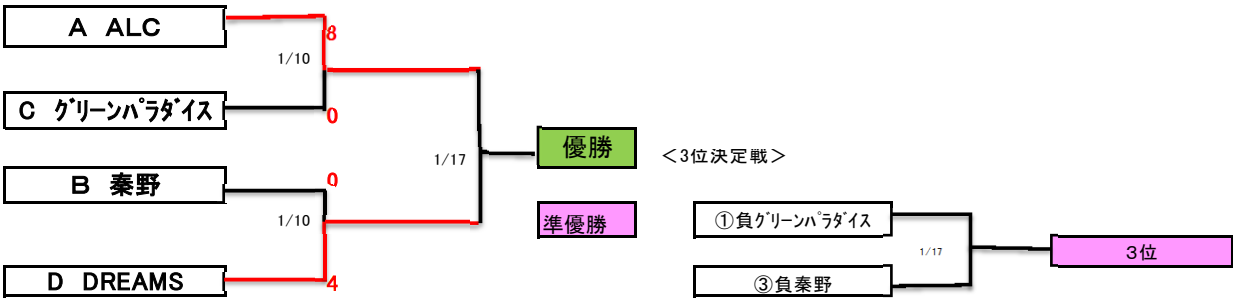 A ALC
8
1/10
C グリーンパラダイス
0
B 秦野
0
1/10
D DREAMS
4
1/17
優勝
準優勝
＜3位決定戦＞
①負グリーンパラダイス
1/17
③負秦野
3位